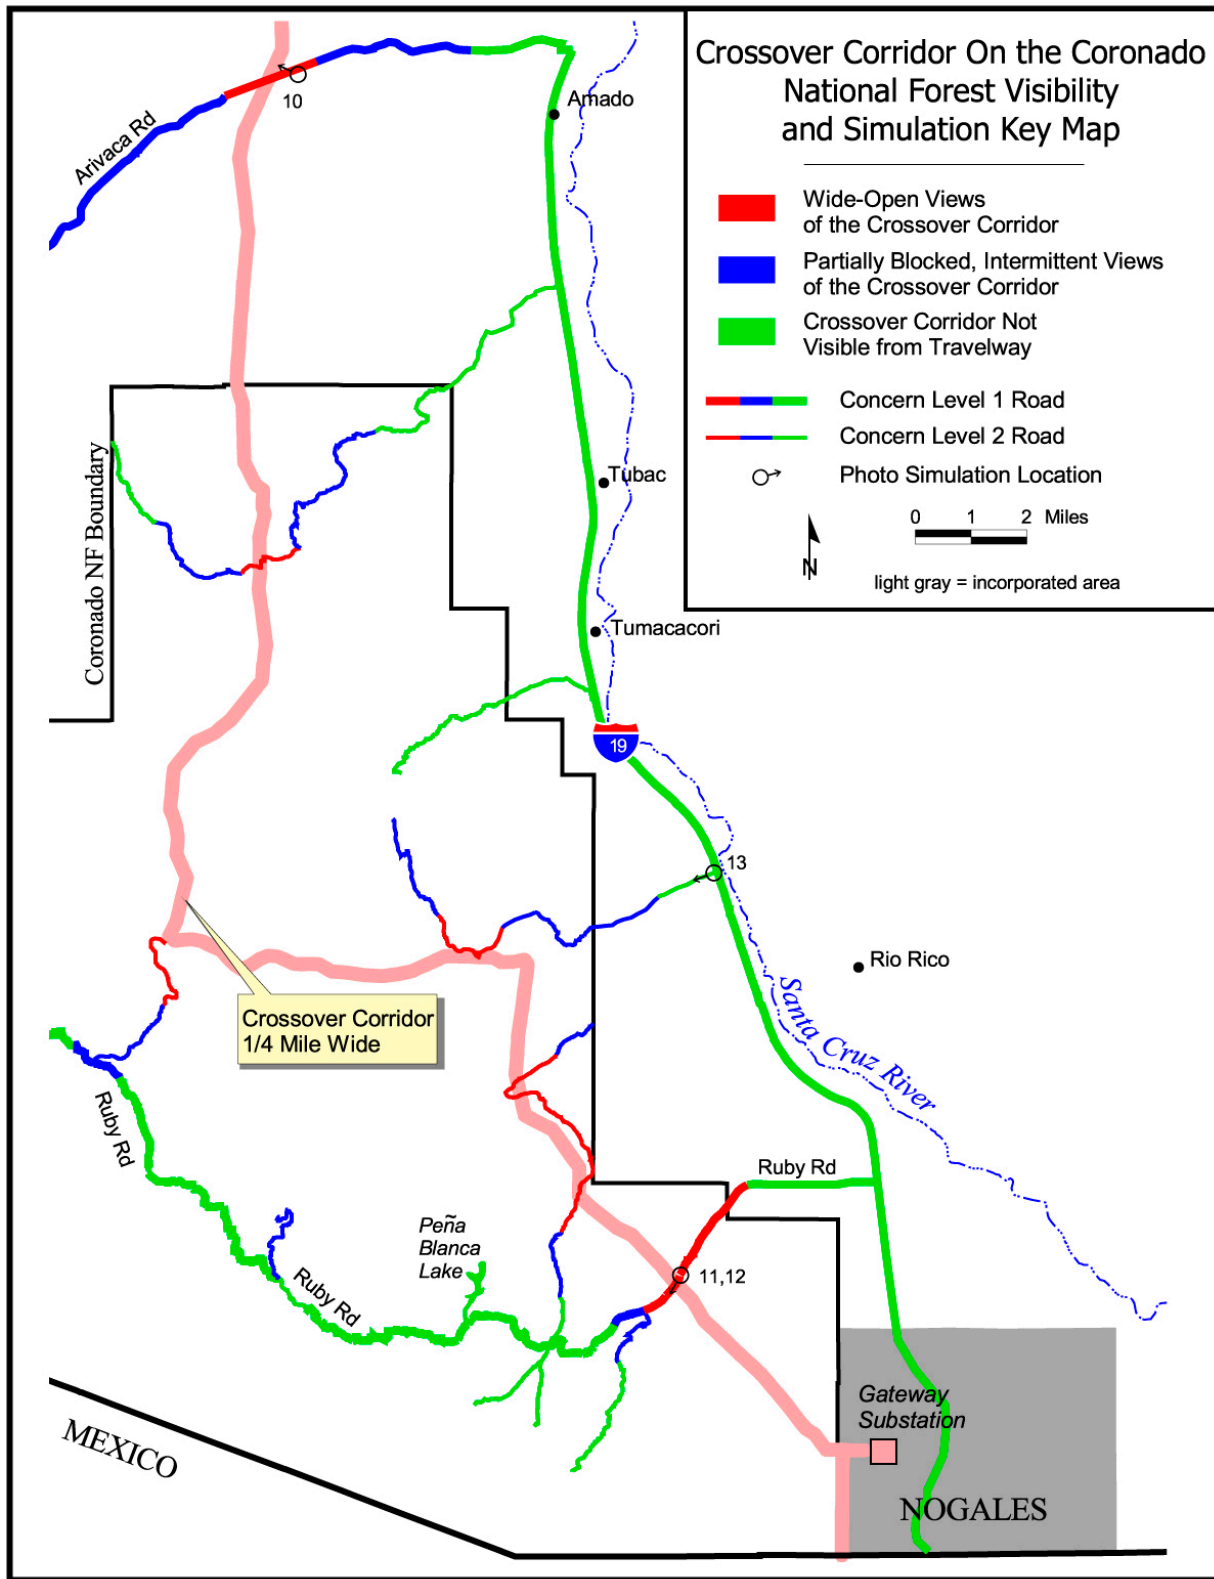 Crossover Corridor On the Coronado
National Forest Visibility
and Simulation Key Map
Wide-Open Views
of the Crossover Corridor
Partially Blocked, Intermittent Views
of the Crossover Corridor
Crossover Corridor Not
Visible from Travelway
Concern Level 1 Road
Concern Level 2 Road
Photo Simulation Location
0 1 2 Miles
N
light gray = incorporated area
10
Arivaca Rd
Amado
Coronado NF Boundary
Tubac
Tumacacori
19
13
Rio Rico
Santa Cruz River
Crossover Corridor
1/4 Mile Wide
Ruby Rd
Ruby Rd
Peña
Blanca
Lake
Ruby Rd
11,12
Gateway
Substation
MEXICO
NOGALES